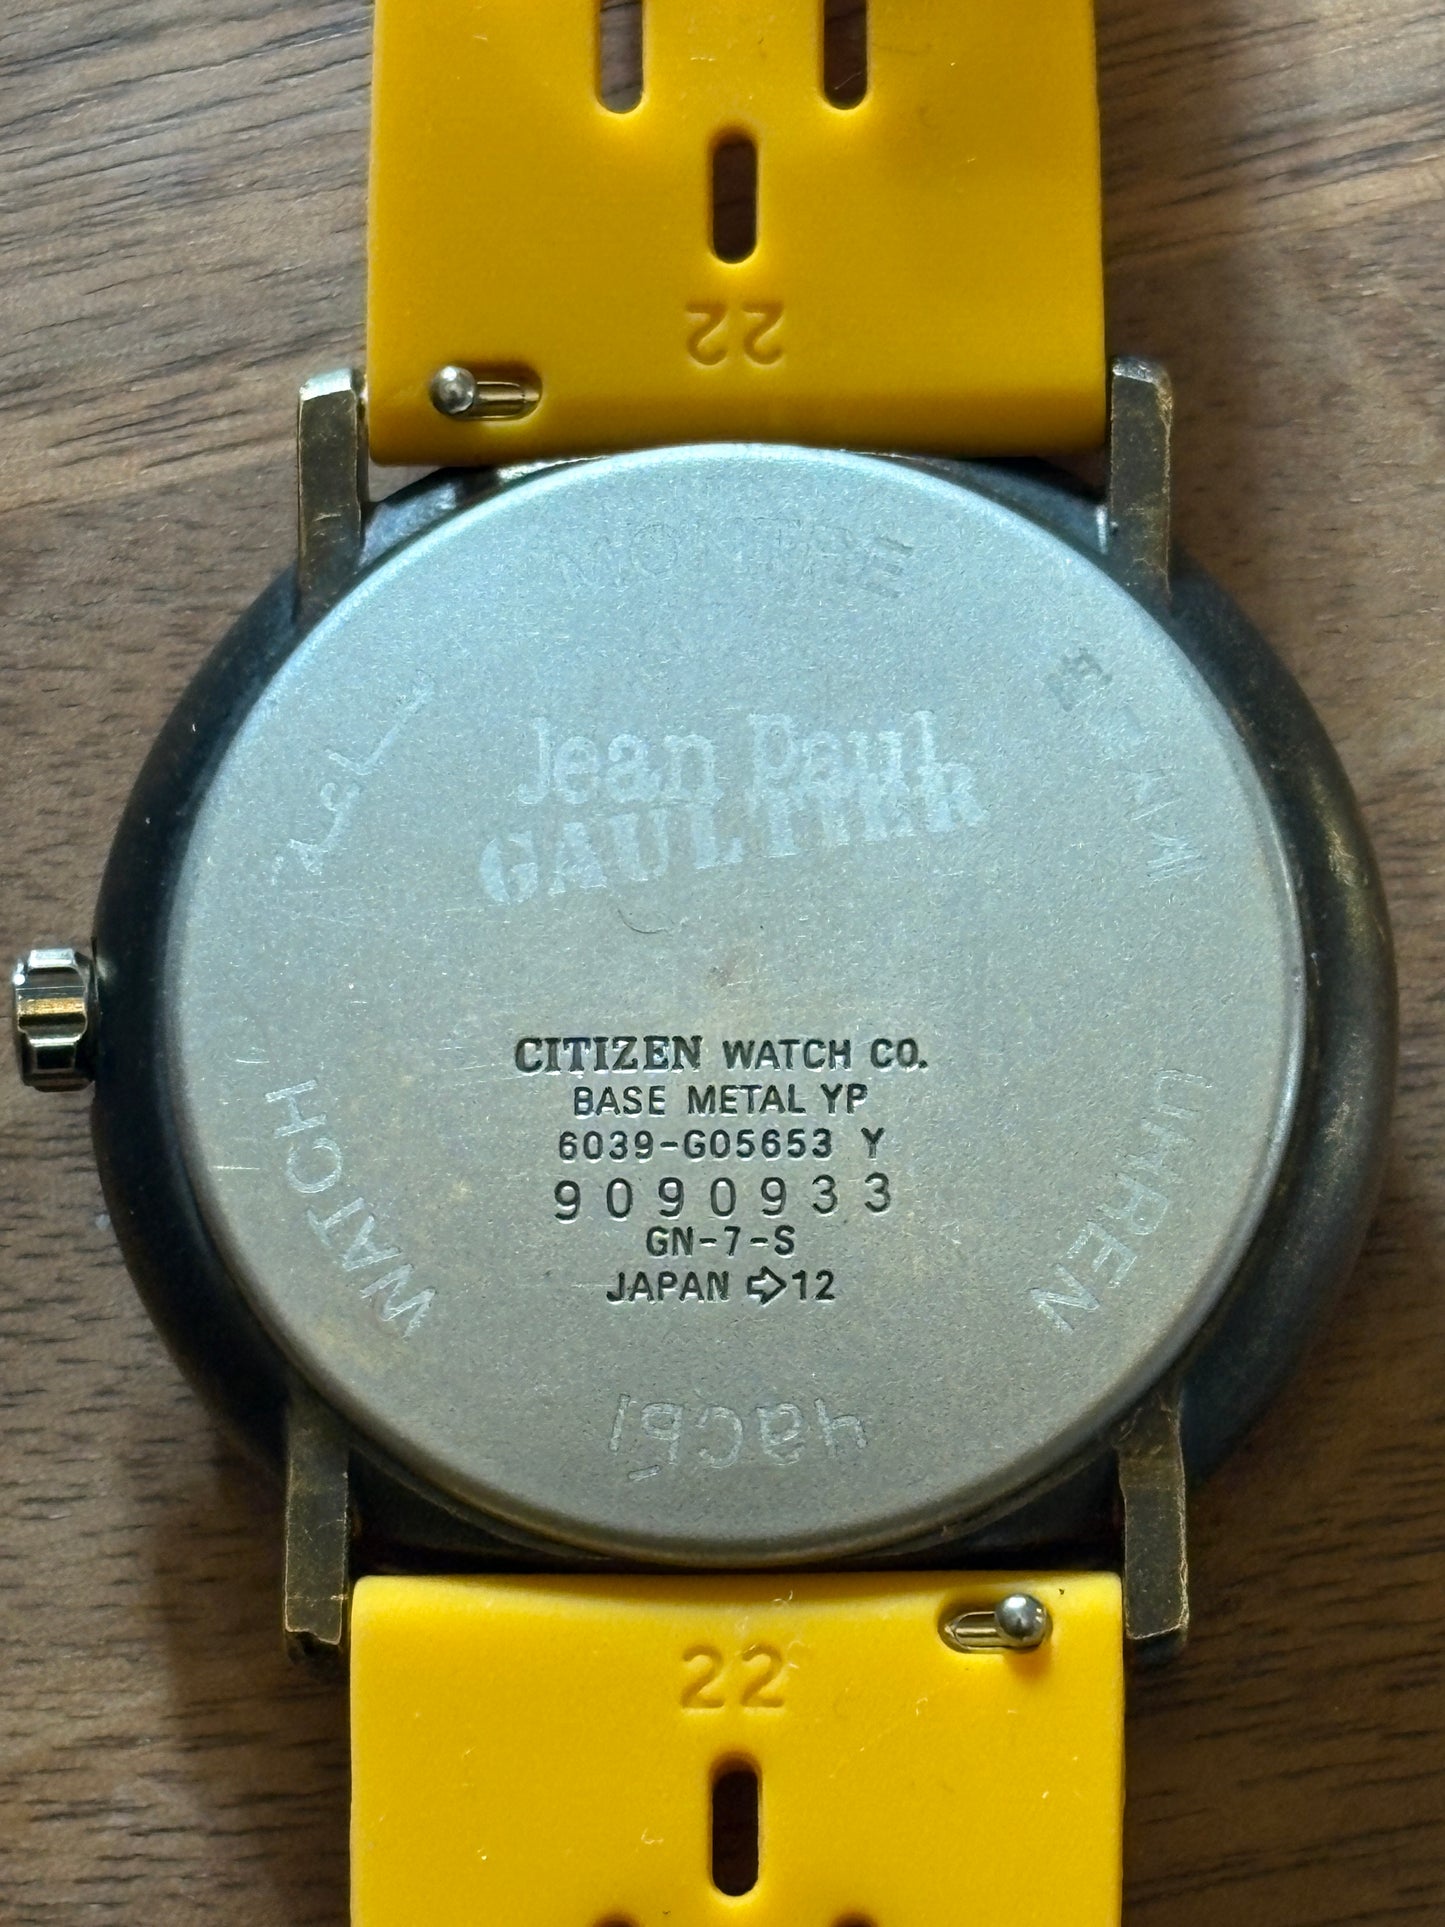 22
MONTRE
Jean Paul
GAULTIER
CITIZEN WATCH CO.
BASE METAL YP
6039-G05653 Y
9090933
GN-7-S
JAPAN ⇨12
WATCH
UHREN
часы
22